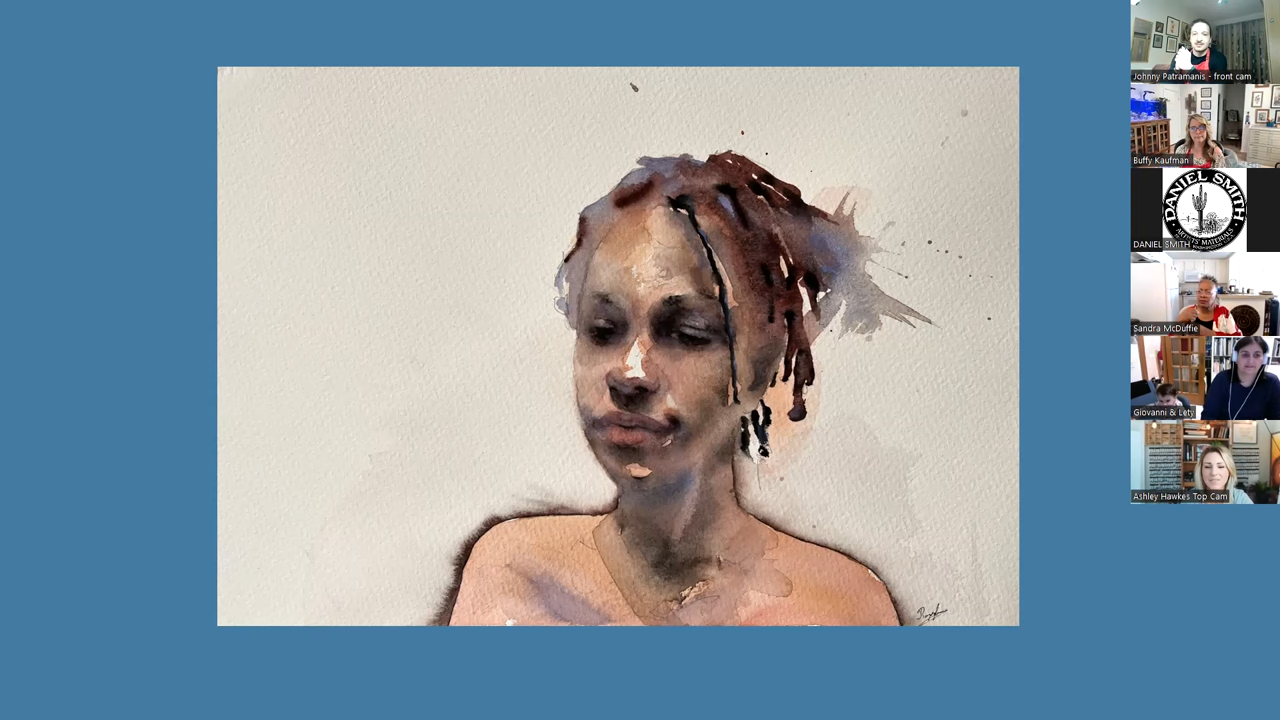 Johnny Patramanis - front cam
Buffy Kaufman
DANIEL SMITH
ARTISTS' MATERIALS
DANIEL SMITH
Sandra McDuffie
Giovanni & Lety
Ashley Hawkes Top Cam